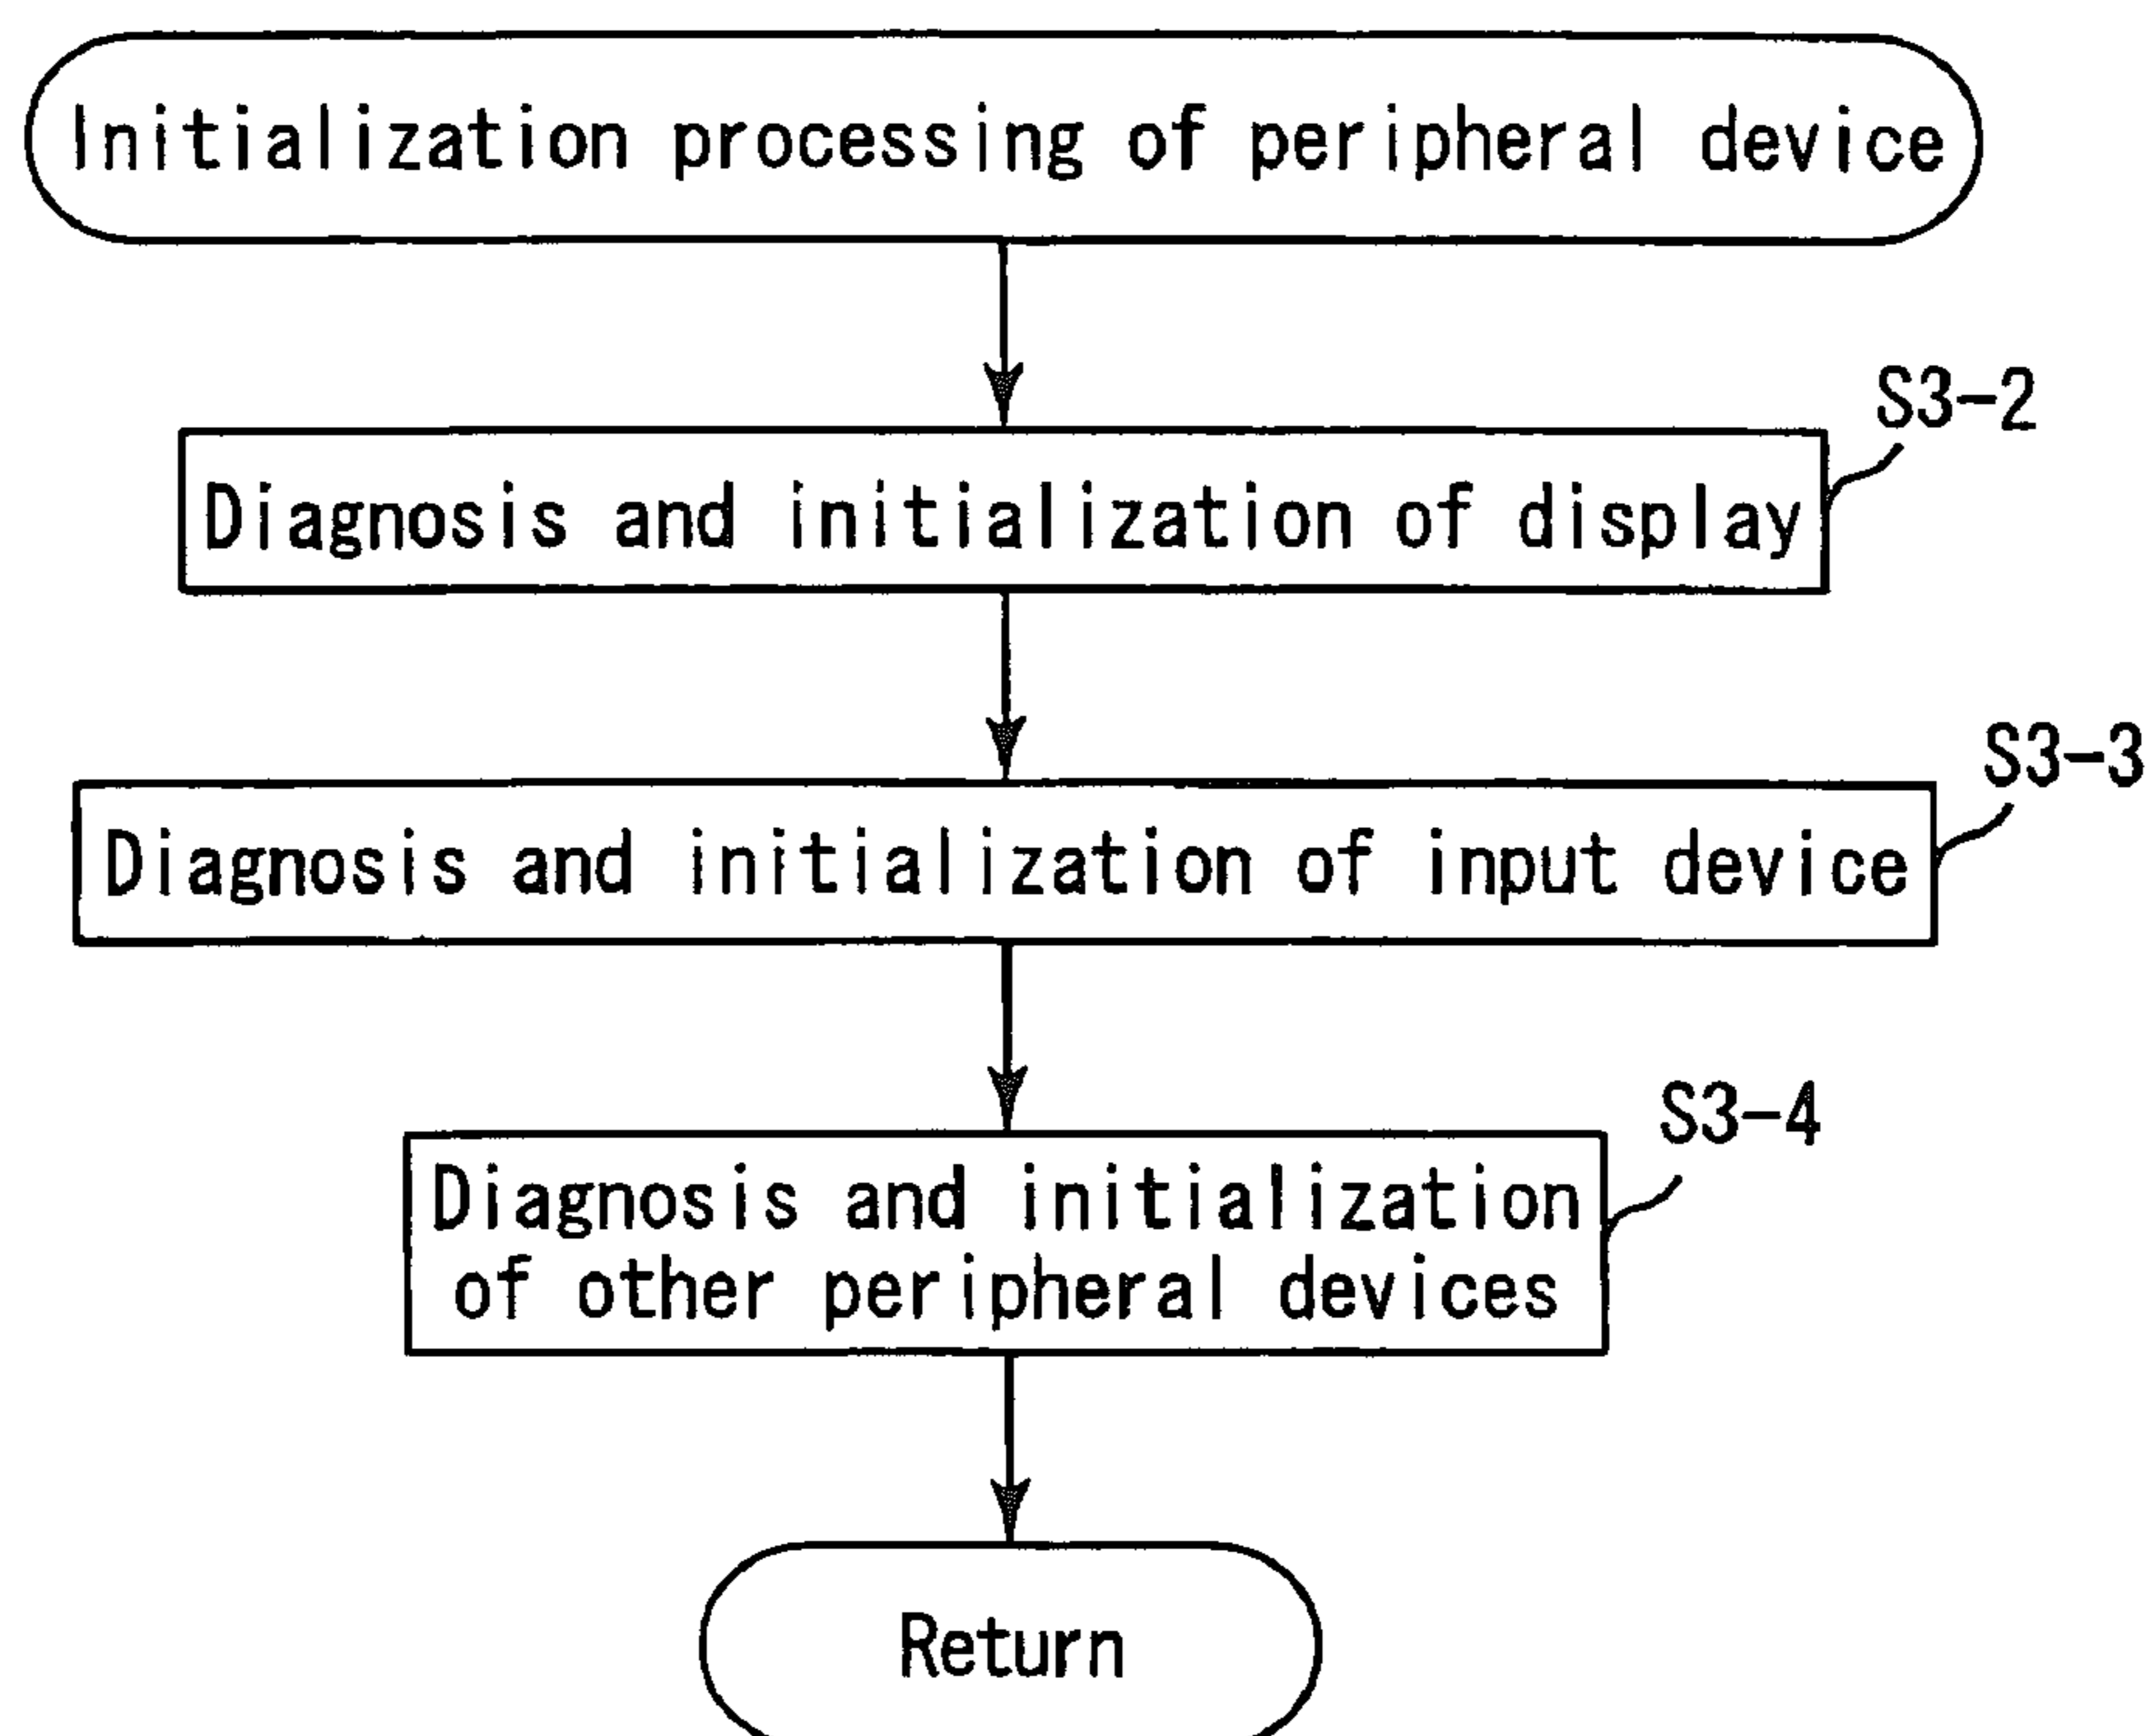 Initialization processing of peripheral device
S3-2
Diagnosis and initialization of display
S3-3
Diagnosis and initialization of input device
S3-4
Diagnosis and initialization
of other peripheral devices
Return